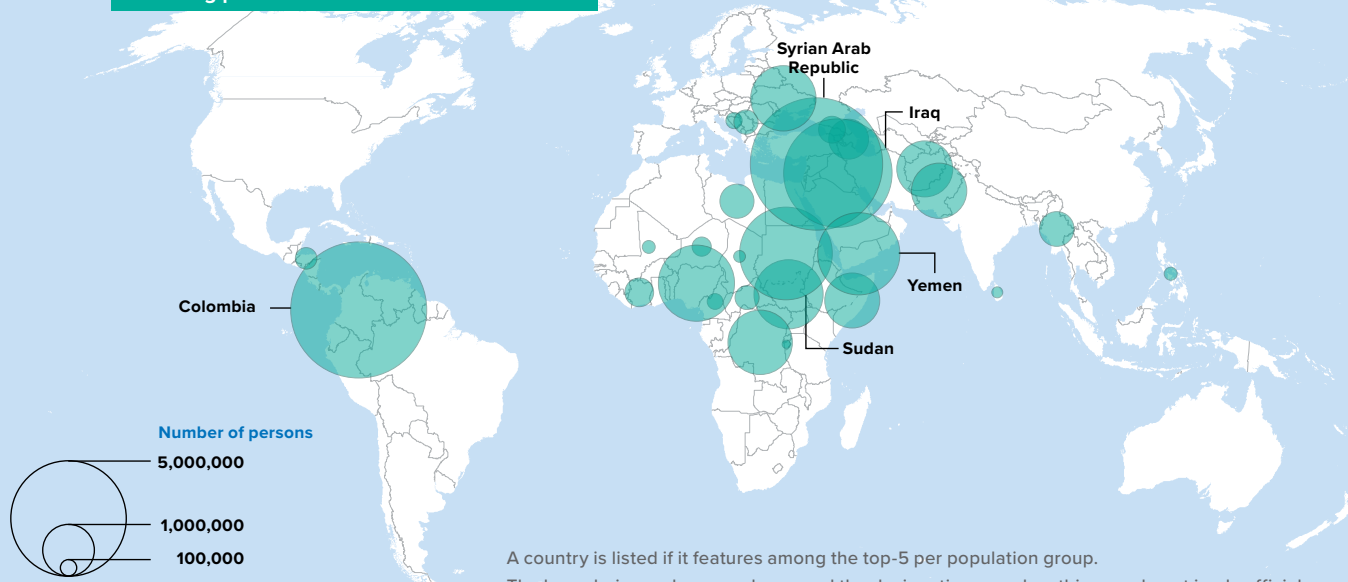 Syrian Arab
Republic
Iraq
Yemen
Colombia
Sudan
Number of persons
5,000,000
1,000,000
100,000
A country is listed if it features among the top-5 per population group.